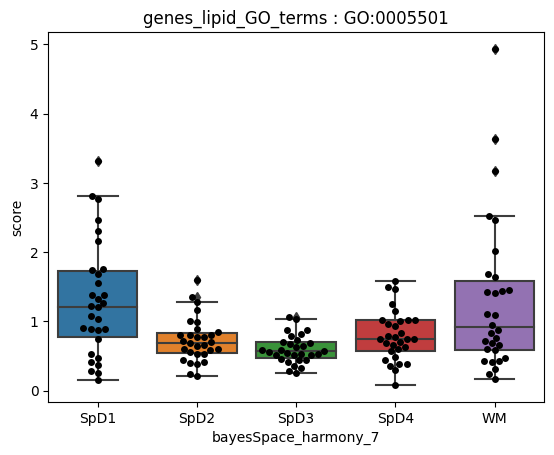 genes_lipid_GO_terms : GO:0005501
5
4
3
2
1
0
score
SpD1 SpD2 SpD3 SpD4 WM
bayesSpace_harmony_7